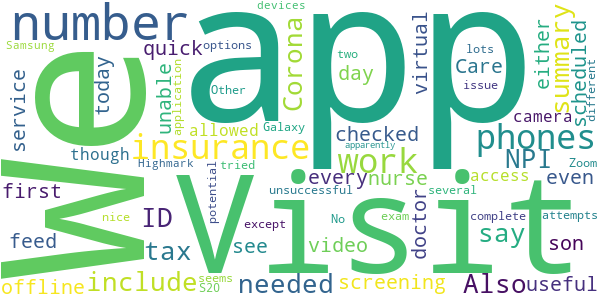 devices
Samsung
number
app
We
quick
options
Corona
two
day
virtual
lots
Care
issue
either
summary
scheduled
different
today
service
unable
application
Other
Galaxy
allowed
checked
camera
phones
though
insurance
Highmark
apparently
work
NPI
Zoom
first
ID
potential
tried
every
nurse
access
even
unsuccessful
several
Visit
nice
except
No
exam
complete
attempts
feed
tax
see
video
doctor
say
son
offline
include
seems
S20
needed
screening
Also
useful